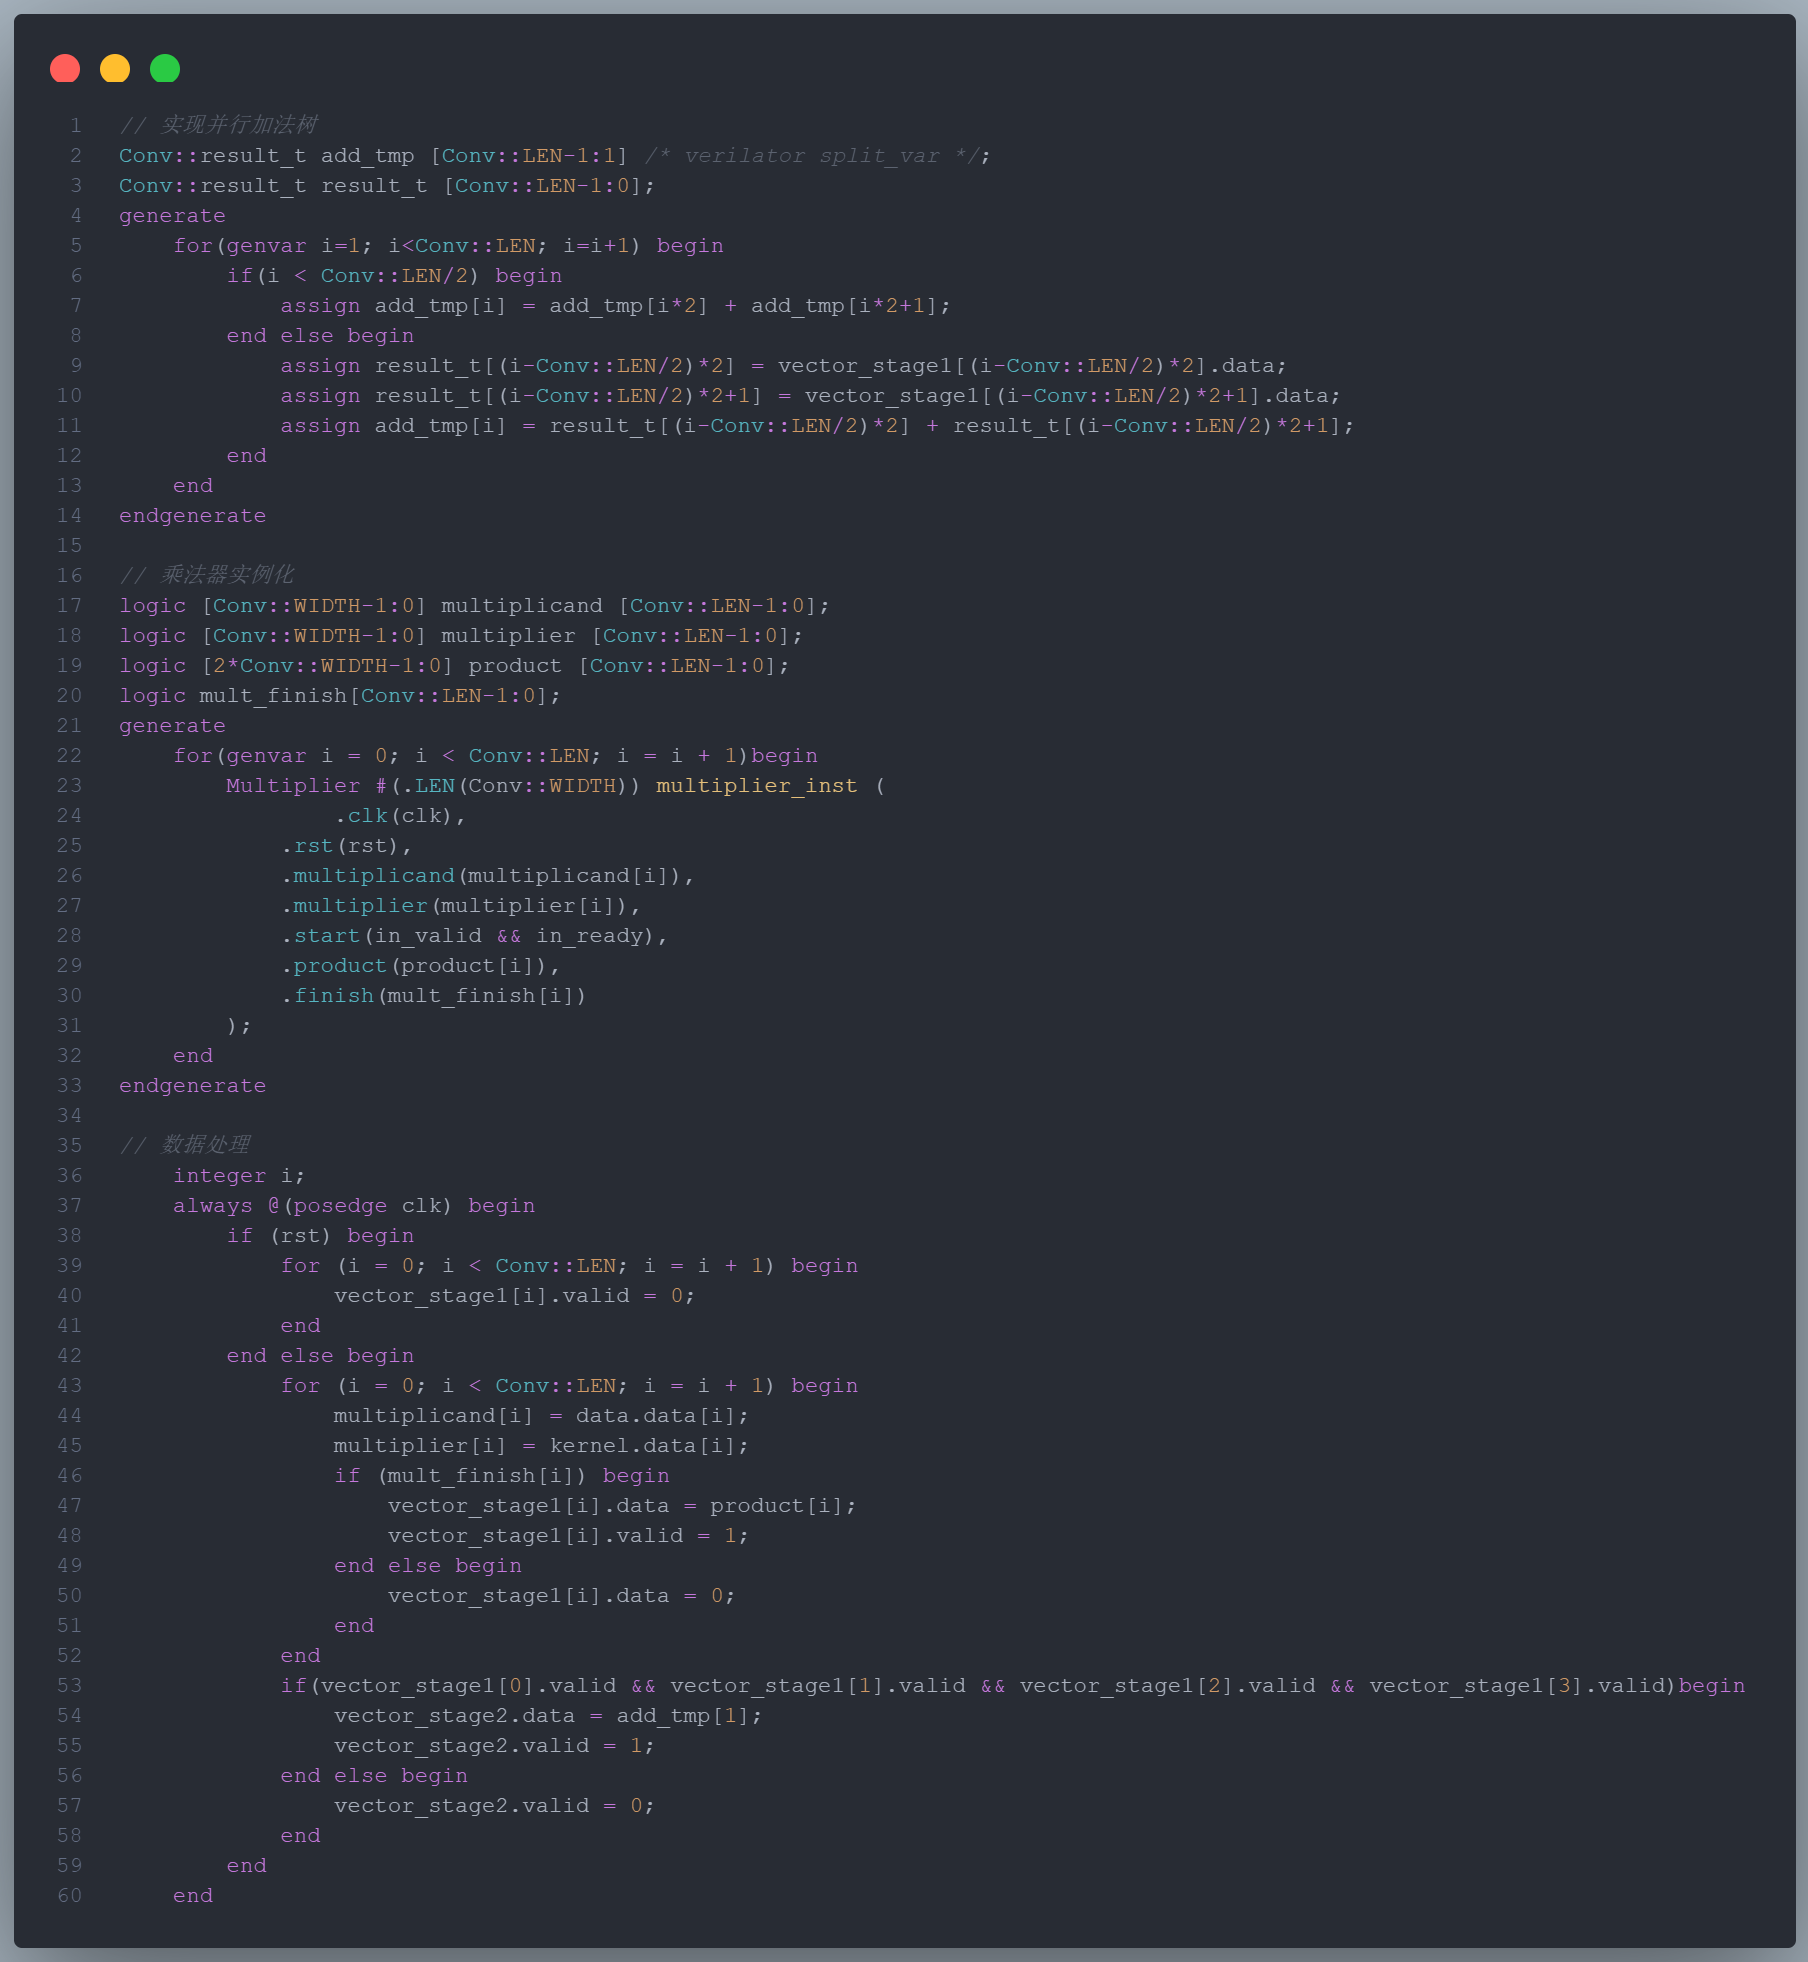 1 // 实现并行加法树
2 Conv::result_t add_tmp [Conv::LEN-1:1] /* verilator split_var */;
3 Conv::result_t result_t [Conv::LEN-1:0];
4 generate
5     for(genvar i=1; i<Conv::LEN; i=i+1) begin
6         if(i < Conv::LEN/2) begin
7             assign add_tmp[i] = add_tmp[i*2] + add_tmp[i*2+1];
8         end else begin
9             assign result_t[(i-Conv::LEN/2)*2] = vector_stage1[(i-Conv::LEN/2)*2].data;
10             assign result_t[(i-Conv::LEN/2)*2+1] = vector_stage1[(i-Conv::LEN/2)*2+1].data;
11             assign add_tmp[i] = result_t[(i-Conv::LEN/2)*2] + result_t[(i-Conv::LEN/2)*2+1];
12         end
13     end
14 endgenerate
15
16 // 乘法器实例化
17 logic [Conv::WIDTH-1:0] multiplicand [Conv::LEN-1:0];
18 logic [Conv::WIDTH-1:0] multiplier [Conv::LEN-1:0];
19 logic [2*Conv::WIDTH-1:0] product [Conv::LEN-1:0];
20 logic mult_finish[Conv::LEN-1:0];
21 generate
22     for(genvar i = 0; i < Conv::LEN; i = i + 1)begin
23         Multiplier #(.LEN(Conv::WIDTH)) multiplier_inst (
24                 .clk(clk),
25             .rst(rst),
26             .multiplicand(multiplicand[i]),
27             .multiplier(multiplier[i]),
28             .start(in_valid && in_ready),
29             .product(product[i]),
30             .finish(mult_finish[i])
31         );
32     end
33 endgenerate
34
35 // 数据处理
36     integer i;
37     always @(posedge clk) begin
38         if (rst) begin
39             for (i = 0; i < Conv::LEN; i = i + 1) begin
40                 vector_stage1[i].valid = 0;
41             end
42         end else begin
43             for (i = 0; i < Conv::LEN; i = i + 1) begin
44                 multiplicand[i] = data.data[i];
45                 multiplier[i] = kernel.data[i];
46                 if (mult_finish[i]) begin
47                     vector_stage1[i].data = product[i];
48                     vector_stage1[i].valid = 1;
49                 end else begin
50                     vector_stage1[i].data = 0;
51                 end
52             end
53             if(vector_stage1[0].valid && vector_stage1[1].valid && vector_stage1[2].valid && vector_stage1[3].valid)begin
54                 vector_stage2.data = add_tmp[1];
55                 vector_stage2.valid = 1;
56             end else begin
57                 vector_stage2.valid = 0;
58             end
59         end
60     end